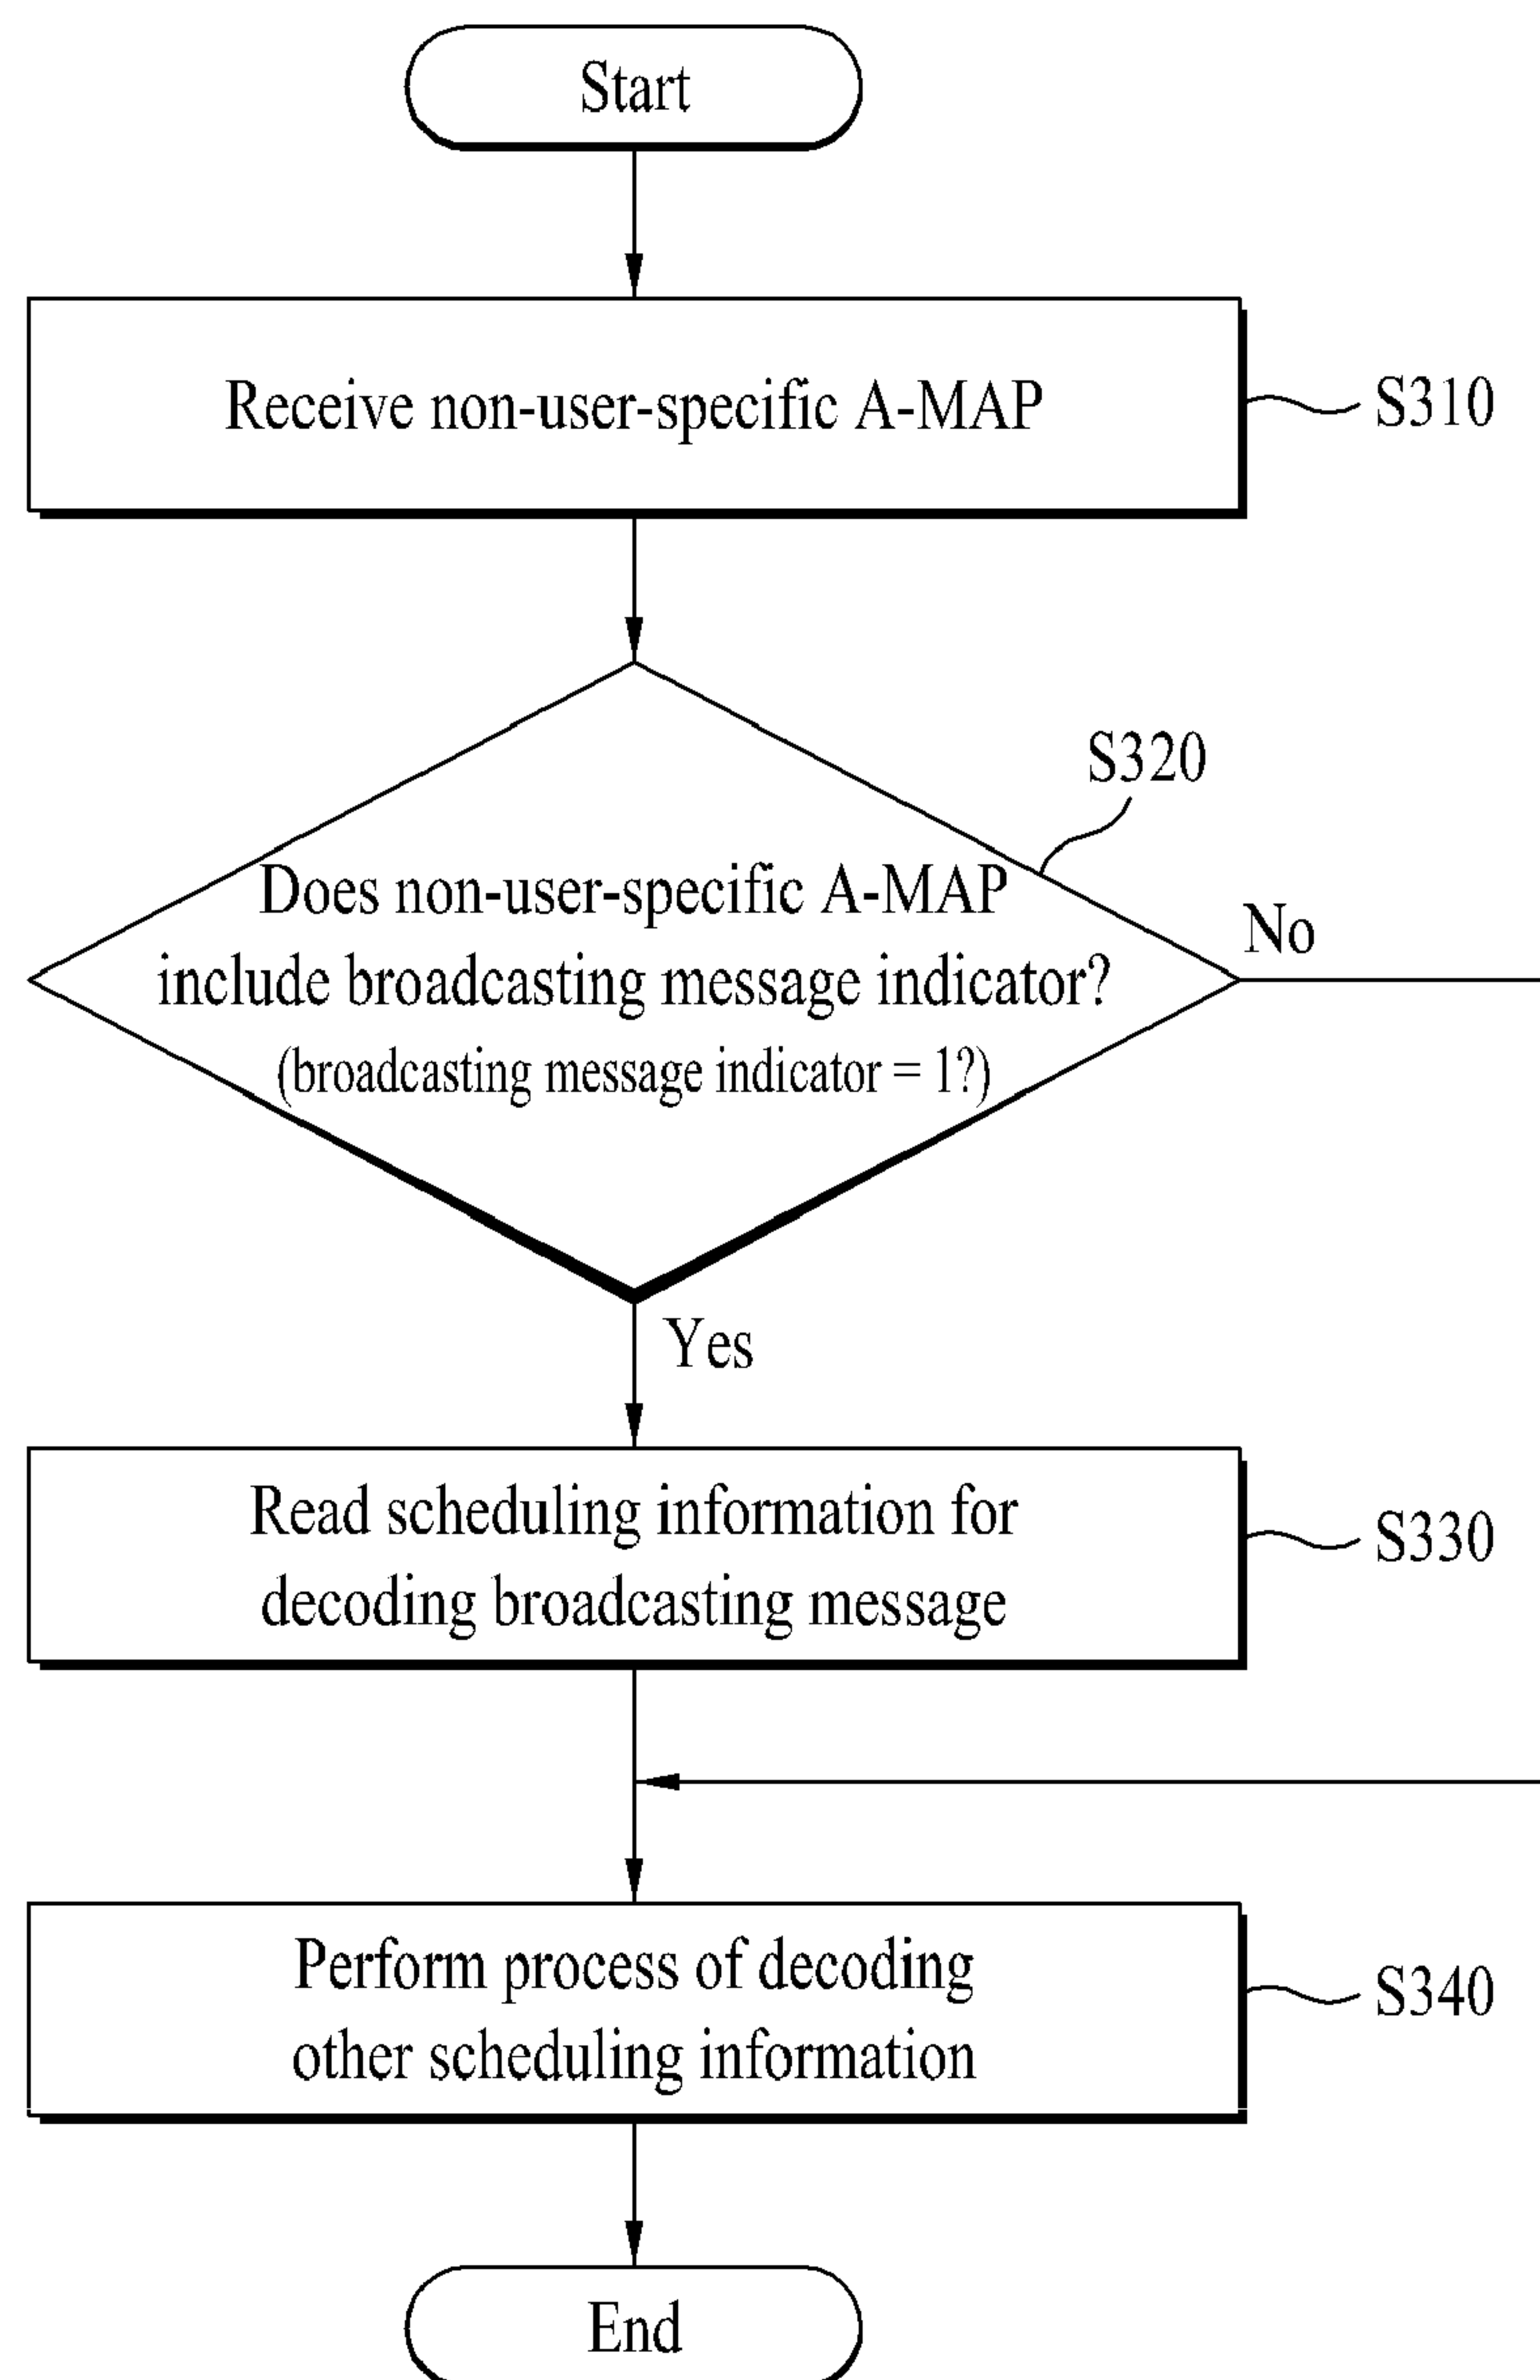 Start
Receive non-user-specific A-MAP
S310
S320
Does non-user-specific A-MAP
include broadcasting message indicator?
(broadcasting message indicator = 1?)
No
Yes
Read scheduling information for
decoding broadcasting message
S330
Perform process of decoding
other scheduling information
S340
End